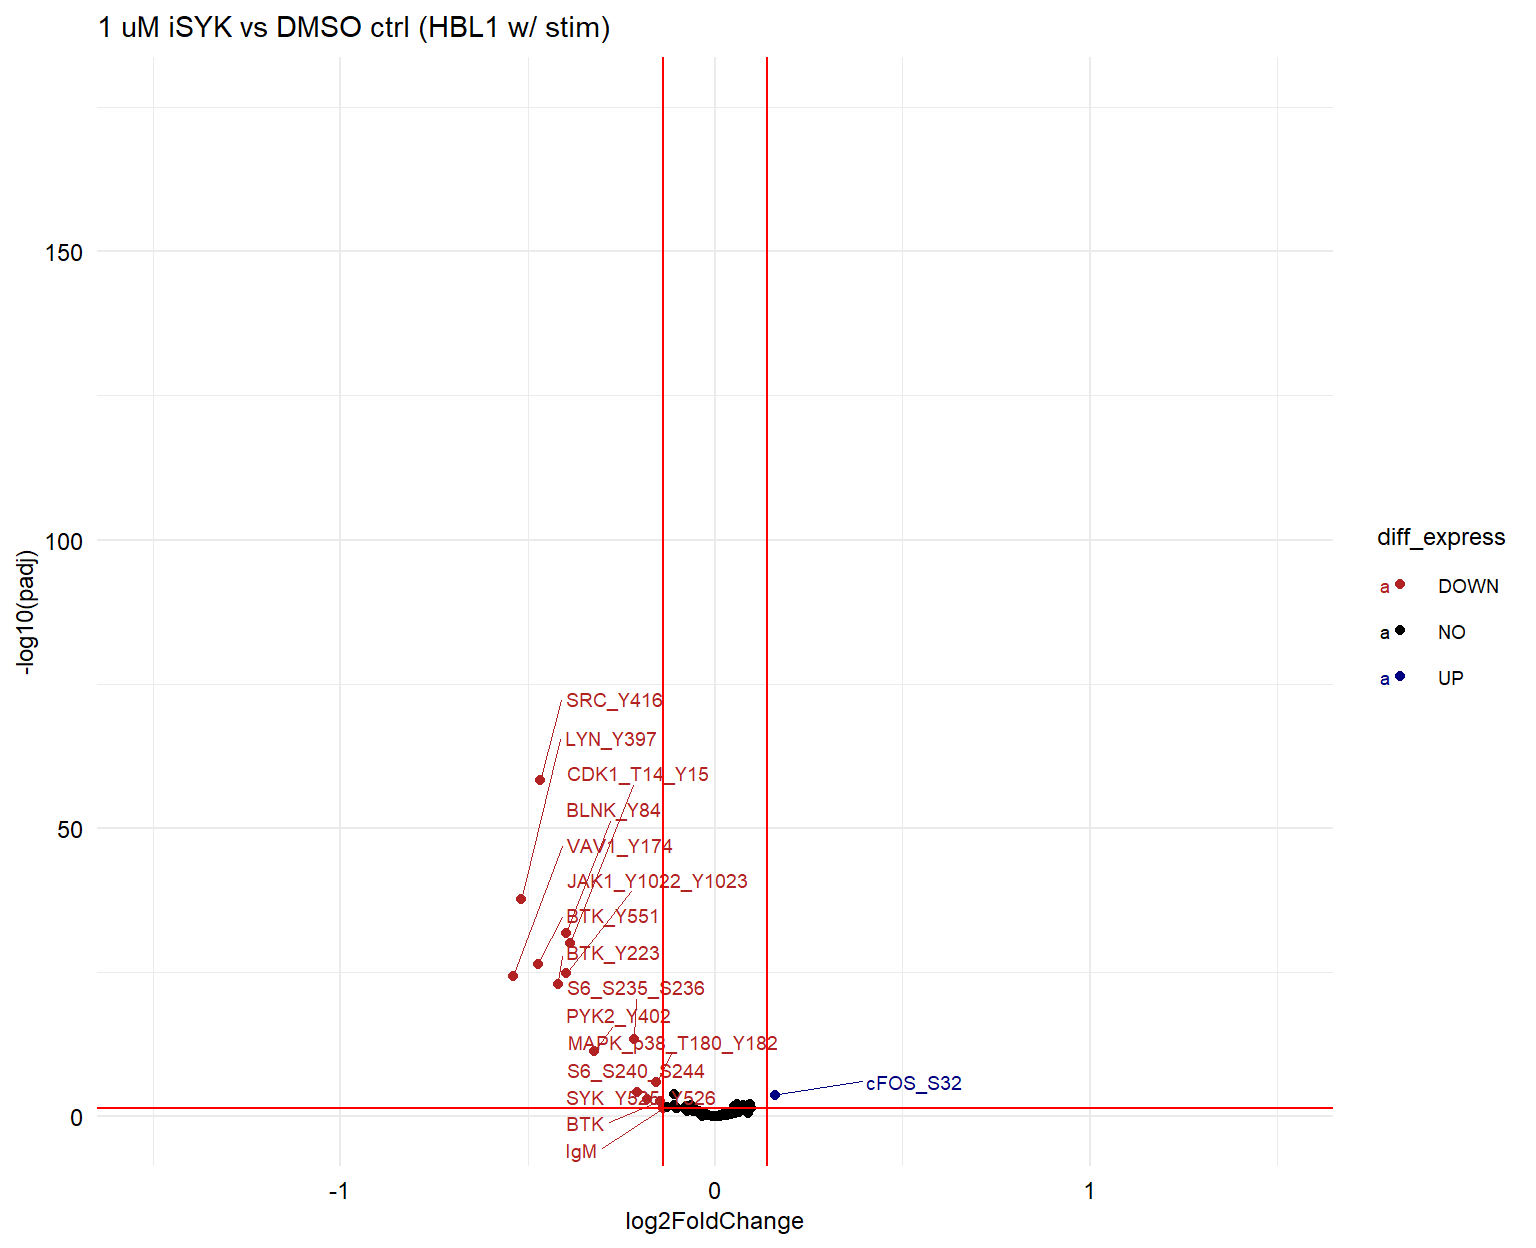 1 uM iSYK vs DMSO ctrl (HBL1 w/ stim)
-log10(padj)
150
100
50
0
SRC_Y416
LYN_Y397
CDK1_T14_Y15
BLNK_Y84
VAV1_Y174
JAK1_Y1022_Y1023
BTK_Y551
BTK_Y223
S6_S235_S236
PYK2_Y402
MAPK_p38_T180_Y182
S6_S240_S244
SYK_Y525_Y526
BTK
IgM
cFOS_S32
-1
0
1
log2FoldChange
diff_express
a DOWN
a NO
a UP